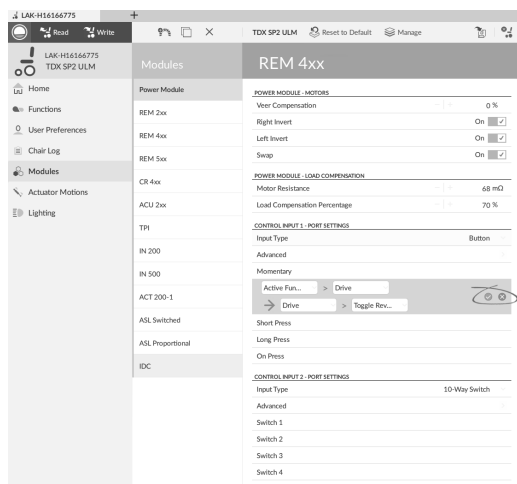 LAK-H16166775
Read
Write
TDX SP2 ULM
Reset to Default
Manage
LAK-H16166775
TDX SP2 ULM
Home
Functions
User Preferences
Chair Log
Modules
Actuator Motions
Lighting
Modules
Power Module
REM 2xx
REM 4xx
REM 5xx
CR 4xx
ACU 2xx
TPI
IN 200
IN 500
ACT 200-1
ASL Switched
ASL Proportional
IDC
REM 4xx
POWER MODULE - MOTORS
Veer Compensation - + 0 %
Right Invert On
Left Invert On
Swap On
POWER MODULE - LOAD COMPENSATION
Motor Resistance - + 68 mΩ
Load Compensation Percentage - + 70 %
CONTROL INPUT 1 - PORT SETTINGS
Input Type Button
Advanced
Momentary
Active Fun... > Drive
Drive > Toggle Rev...
Short Press
Long Press
On Press
CONTROL INPUT 2 - PORT SETTINGS
Input Type 10-Way Switch
Advanced
Switch 1
Switch 2
Switch 3
Switch 4